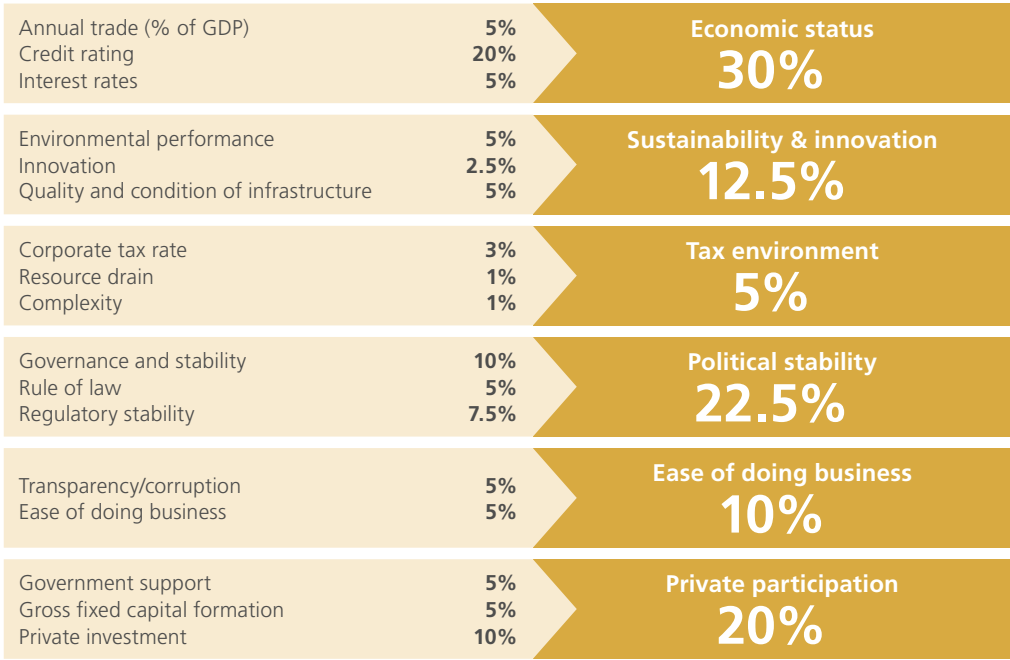 Annual trade (% of GDP) 5%
Credit rating 20%
Interest rates 5%
Economic status
30%
Environmental performance 5%
Innovation 2.5%
Quality and condition of infrastructure 5%
Sustainability & innovation
12.5%
Corporate tax rate 3%
Resource drain 1%
Complexity 1%
Tax environment
5%
Governance and stability 10%
Rule of law 5%
Regulatory stability 7.5%
Political stability
22.5%
Transparency/corruption 5%
Ease of doing business 5%
Ease of doing business
10%
Government support 5%
Gross fixed capital formation 5%
Private investment 10%
Private participation
20%